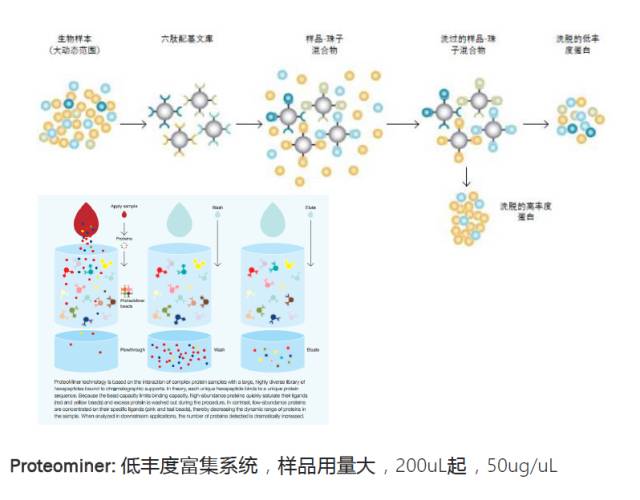 生物样本
(大动态范围)
六肽配基文库
样品-珠子
混合物
洗过的样品-珠
子混合物
洗脱的低丰
度蛋白
洗脱的高丰度
蛋白
Apply sample
Proteins
ProteoMiner
beads
Flowthrough
Wash
Wash
Elute
Eluate
ProteoMiner technology is based on the interaction of complex protein samples with a large, highly diverse library of
hexapeptides bound to chromatographic supports. In theory, each unique hexapeptide binds to a unique protein
sequence. Because the bead capacity limits binding capacity, high-abundance proteins quickly saturate their ligands
(red and yellow beads) and excess protein is washed out during the procedure. In contrast, low-abundance proteins
are concentrated on their specific ligands (pink and teal beads), thereby decreasing the dynamic range of proteins in
the sample. When analyzed in downstream applications, the number of proteins detected is dramatically increased.
Proteominer: 低丰度富集系统，样品用量大，200uL起，50ug/uL